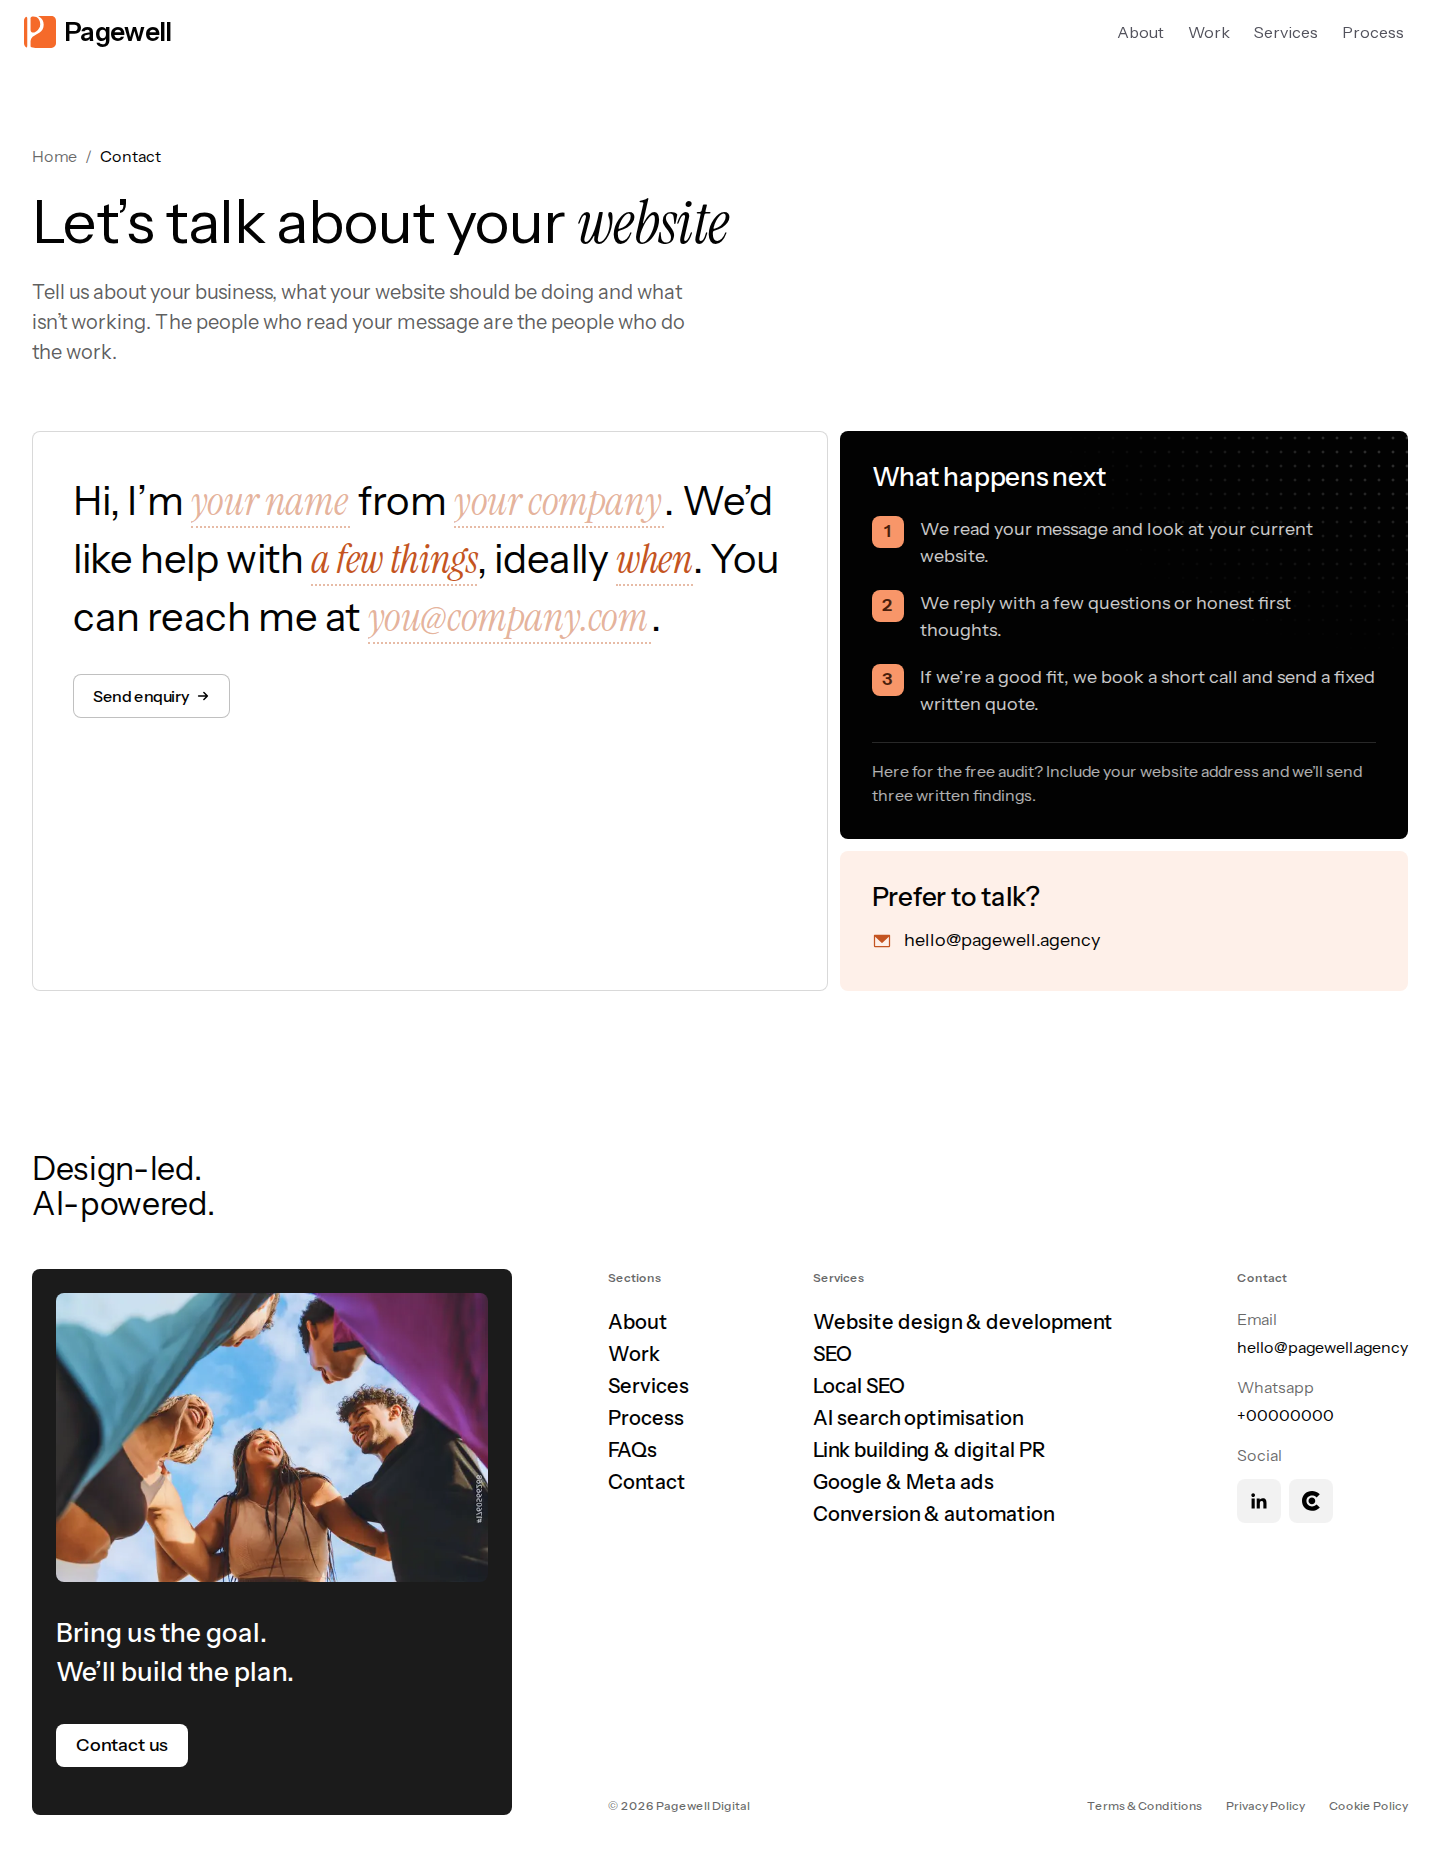 Pagewell
About Work Services Process
Home / Contact
Let’s talk about your website
Tell us about your business, what your website should be doing and what
isn’t working. The people who read your message are the people who do
the work.
Hi, I’m your name from your company. We’d
like help with a few things, ideally when. You
can reach me at you@company.com.
Send enquiry →
What happens next
1 We read your message and look at your current
website.
2 We reply with a few questions or honest first
thoughts.
3 If we’re a good fit, we book a short call and send a fixed
written quote.
Here for the free audit? Include your website address and we’ll send
three written findings.
Prefer to talk?
hello@pagewell.agency
Design-led.
AI-powered.
Bring us the goal.
We’ll build the plan.
Contact us
Sections
About
Work
Services
Process
FAQs
Contact
Services
Website design & development
SEO
Local SEO
AI search optimisation
Link building & digital PR
Google & Meta ads
Conversion & automation
Contact
Email
hello@pagewell.agency
Whatsapp
+00000000
Social
in
© 2026 Pagewell Digital
Terms & Conditions Privacy Policy Cookie Policy